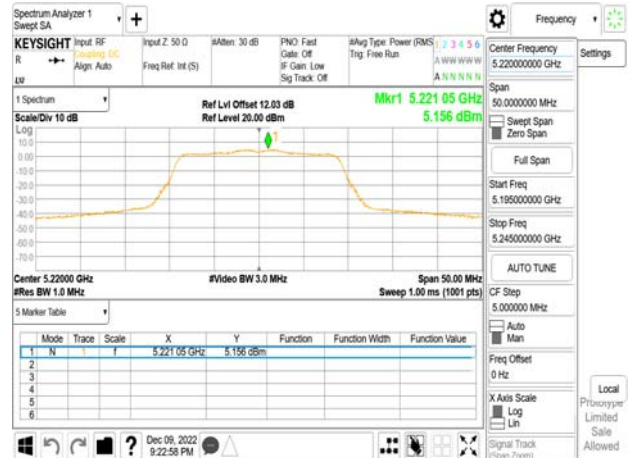 Spectrum Analyzer 1
Swept SA
+
Frequency
KEYSIGHT
R
Input: RF
Coupling: DC
Align: Auto
Input Z: 50 Ω
Freq Ref: Int (S)
#Atten: 30 dB
PNO: Fast
Gate: Off
IF Gain: Low
Sig Track: Off
#Avg Type: Power (RMS
Trig: Free Run
1 2 3 4 5 6
A W W W W W
A N N N N N
1 Spectrum
Scale/Div 10 dB
Ref Lvl Offset 12.03 dB
Ref Level 20.00 dBm
Mkr1 5.221 05 GHz
5.156 dBm
Log
10.0
0.00
-10.0
-20.0
-30.0
-40.0
-50.0
-60.0
-70.0
1
Center 5.22000 GHz
#Video BW 3.0 MHz
Span 50.00 MHz
#Res BW 1.0 MHz
Sweep 1.00 ms (1001 pts)
5 Marker Table
Mode Trace Scale X Y Function Function Width Function Value
1 N 1 f 5.221 05 GHz 5.156 dBm
2
3
4
5
6
Dec 09, 2022
9:22:58 PM
Center Frequency
5.220000000 GHz
Settings
Span
50.0000000 MHz
Swept Span
Zero Span
Full Span
Start Freq
5.195000000 GHz
Stop Freq
5.245000000 GHz
AUTO TUNE
CF Step
5.000000 MHz
Auto
Man
Freq Offset
0 Hz
X Axis Scale
Log
Lin
Signal Track
(Span Zoom)
Local
Prototype
Limited
Sale
Allowed